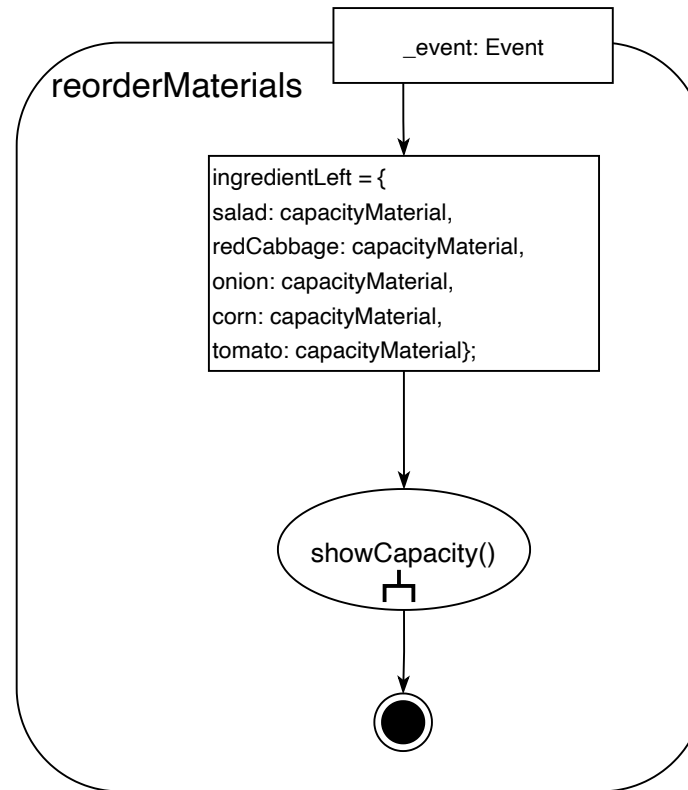 _event: Event
reorderMaterials
ingredientLeft = {
salad: capacityMaterial,
redCabbage: capacityMaterial,
onion: capacityMaterial,
corn: capacityMaterial,
tomato: capacityMaterial};
showCapacity()